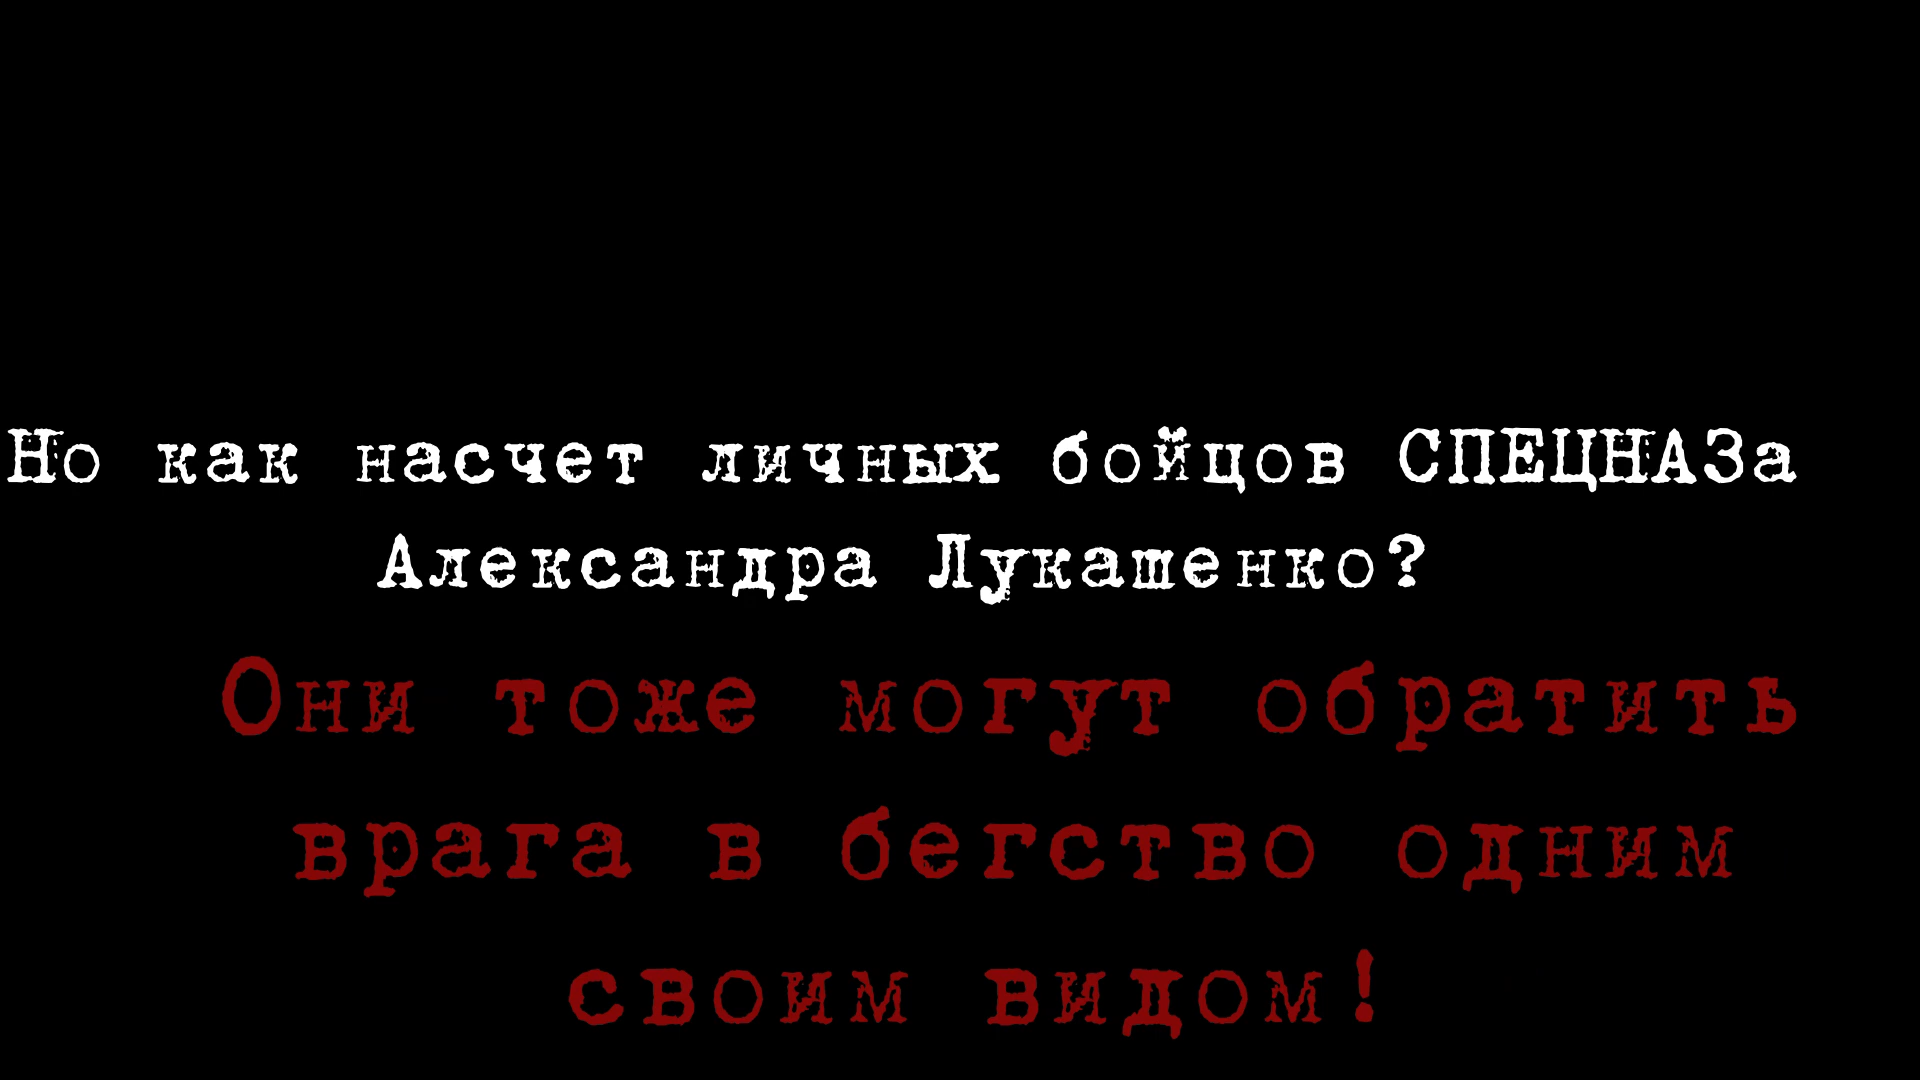 Но как насчет личных бойцов СПЕЦНАЗа
Александра Лукашенко?
Они тоже могут обратить
врага в бегство одним
своим видом!